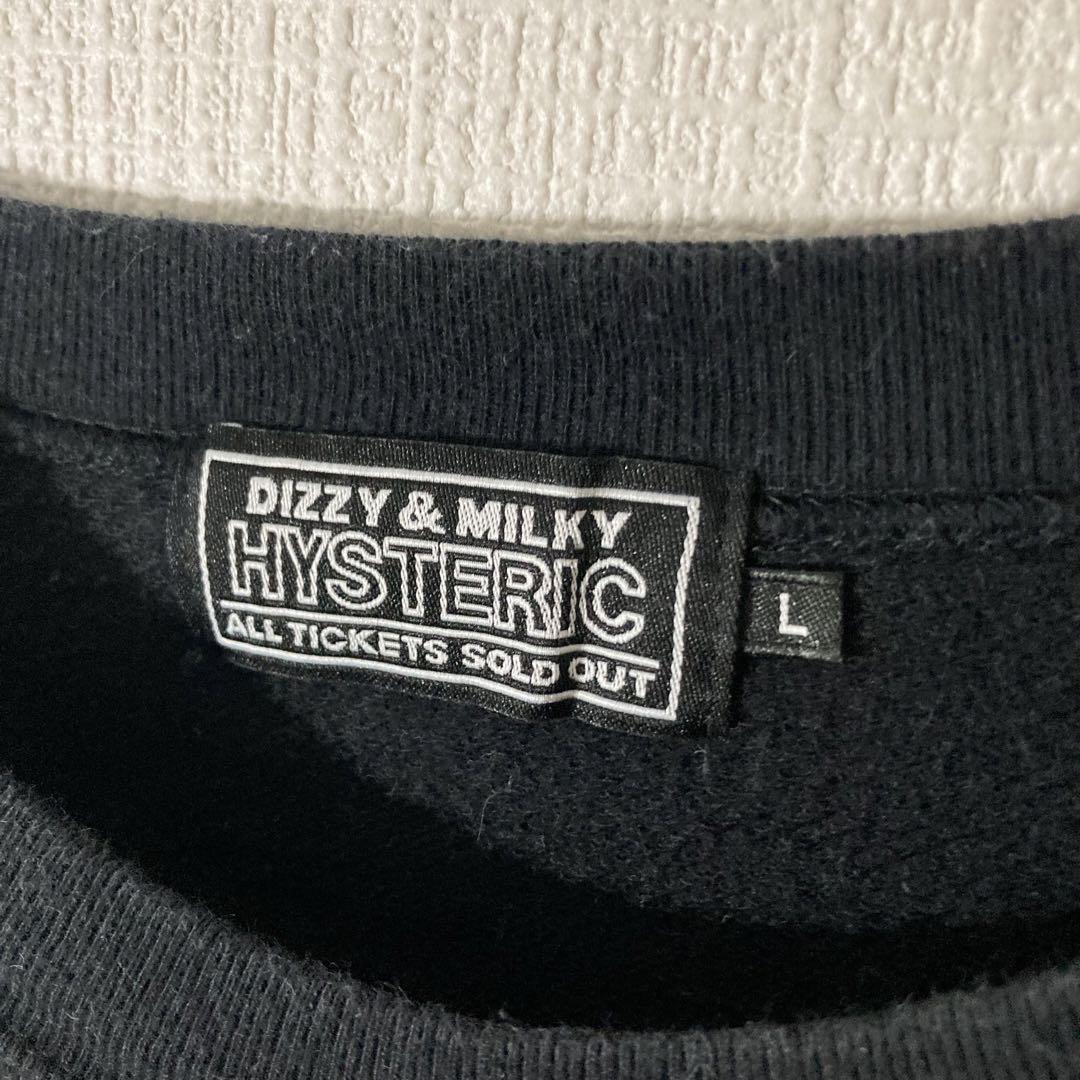 DIZZY & MILKY
HYSTERIC
ALL TICKETS SOLD OUT
L